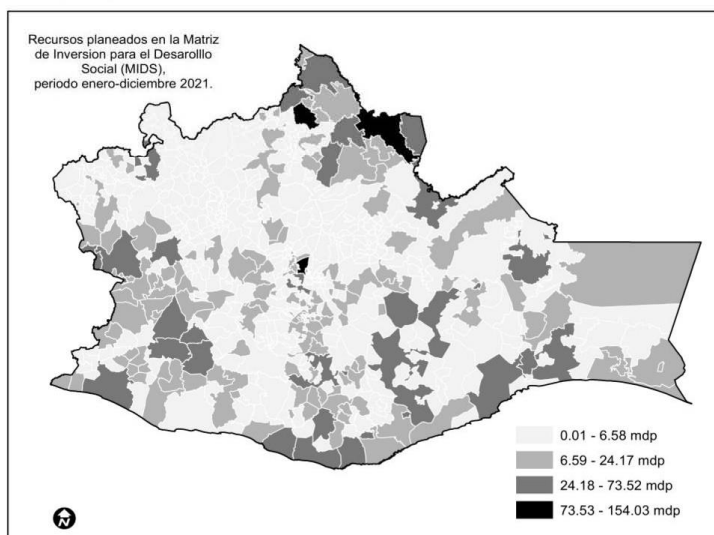 Recursos planeados en la Matriz
de Inversion para el Desarolllo
Social (MIDS),
periodo enero-diciembre 2021.
0.01 - 6.58 mdp
6.59 - 24.17 mdp
24.18 - 73.52 mdp
73.53 - 154.03 mdp
N